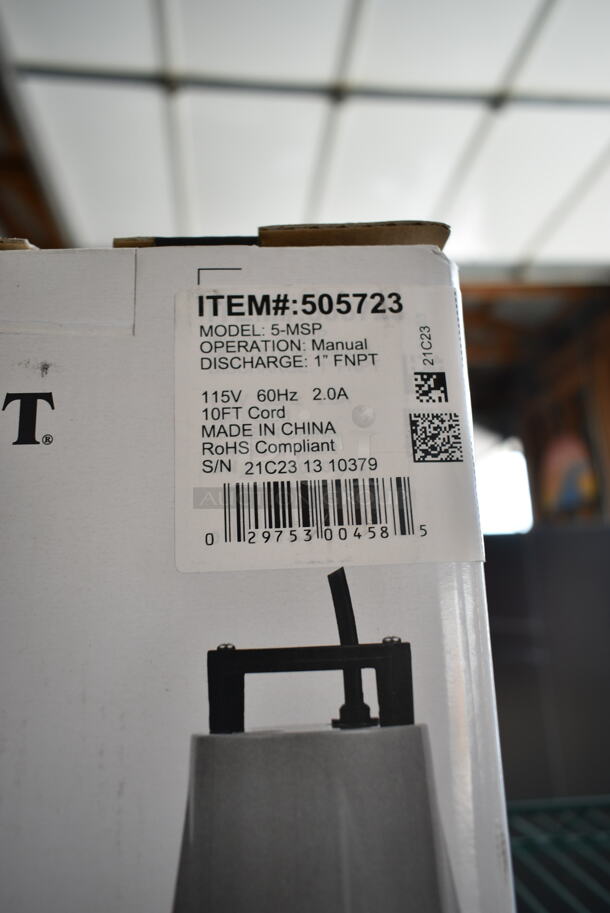 ITEM#:505723
MODEL: 5-MSP
OPERATION: Manual
DISCHARGE: 1" FNPT
115V 60Hz 2.0A
10FT Cord
MADE IN CHINA
RoHS Compliant
S/N 21C23 13 10379
0 29753 00458 5
21C23
T®